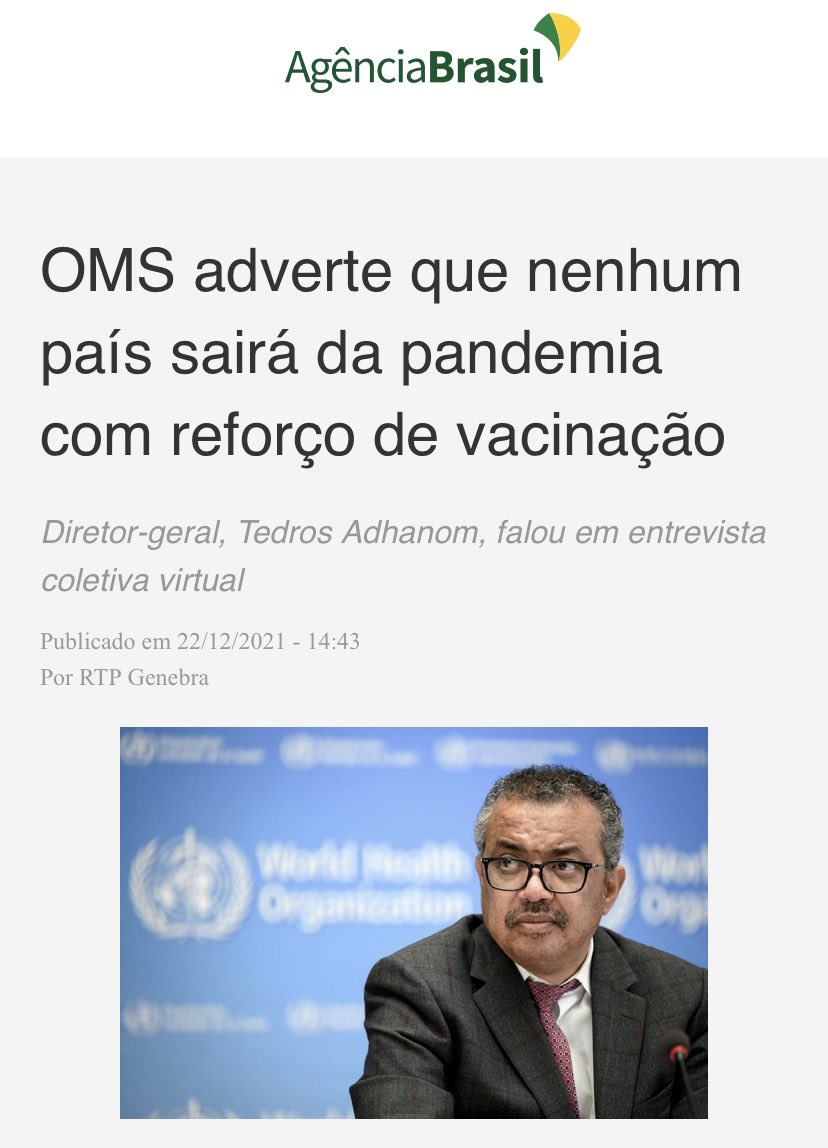 AgênciaBrasil
OMS adverte que nenhum
país sairá da pandemia
com reforço de vacinação
Diretor-geral, Tedros Adhanom, falou em entrevista
coletiva virtual
Publicado em 22/12/2021 - 14:43
Por RTP Genebra
World Health
Organization